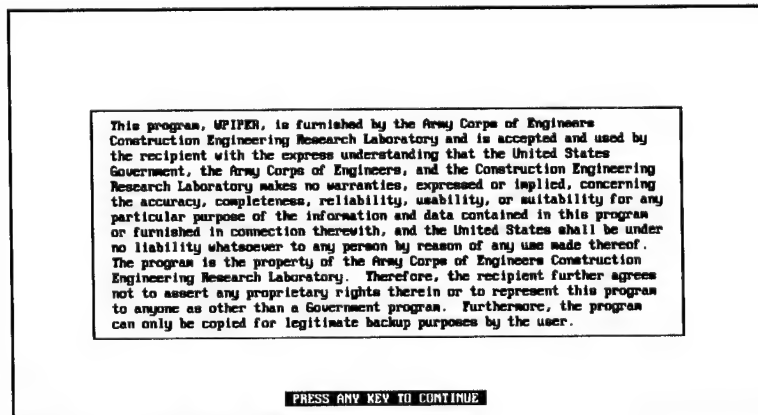 This program, WPIPER, is furnished by the Army Corps of Engineers
Construction Engineering Research Laboratory and is accepted and used by
the recipient with the express understanding that the United States
Government, the Army Corps of Engineers, and the Construction Engineering
Research Laboratory makes no warranties, expressed or implied, concerning
the accuracy, completeness, reliability, usability, or suitability for any
particular purpose of the information and data contained in this program
or furnished in connection therewith, and the United States shall be under
no liability whatsoever to any person by reason of any use made thereof.
The program is the property of the Army Corps of Engineers Construction
Engineering Research Laboratory.  Therefore, the recipient further agrees
not to assert any proprietary rights therein or to represent this program
to anyone as other than a Government program.  Furthermore, the program
can only be copied for legitimate backup purposes by the user.
PRESS ANY KEY TO CONTINUE